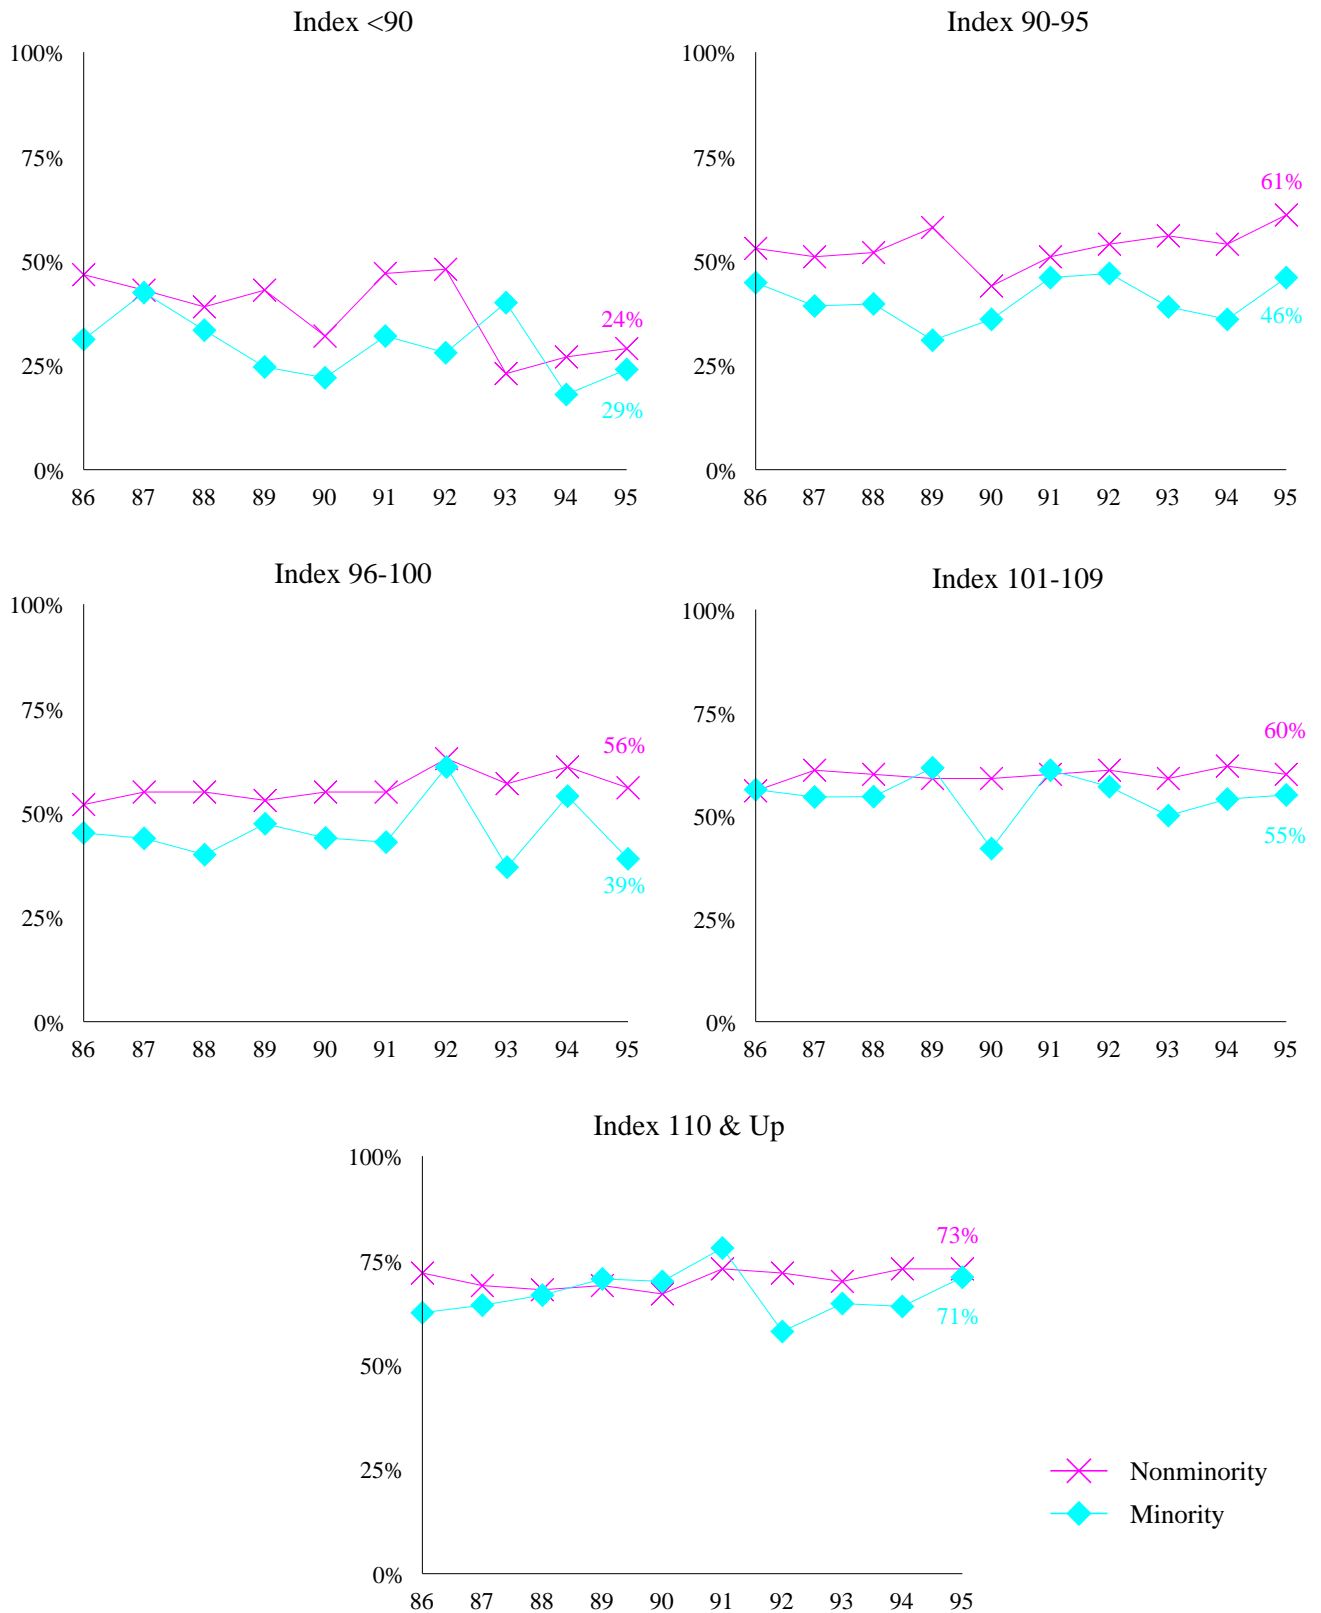 Index <90
100%
75%
50%
25%
0%
24%
29%
86 87 88 89 90 91 92 93 94 95
Index 90-95
100%
75%
50%
25%
0%
61%
46%
86 87 88 89 90 91 92 93 94 95
Index 96-100
100%
75%
50%
25%
0%
56%
39%
86 87 88 89 90 91 92 93 94 95
Index 101-109
100%
75%
50%
25%
0%
60%
55%
86 87 88 89 90 91 92 93 94 95
Index 110 & Up
100%
75%
50%
25%
0%
73%
71%
86 87 88 89 90 91 92 93 94 95
Nonminority
Minority